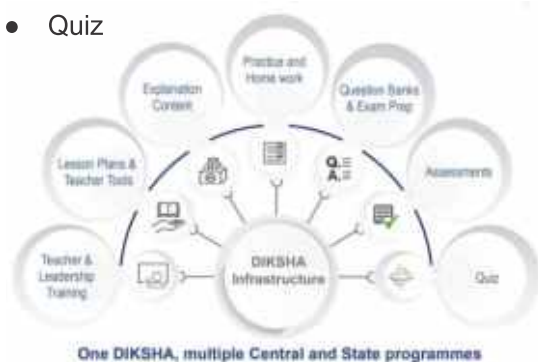 ● Quiz
Practice and
Home work
Explanation
Content
Question Banks
& Exam Prep
Lesson Plans &
Teacher Tools
Assessments
Q.
A.
Teacher &
Leadership
Training
DIKSHA
Infrastructure
Quiz
One DIKSHA, multiple Central and State programmes